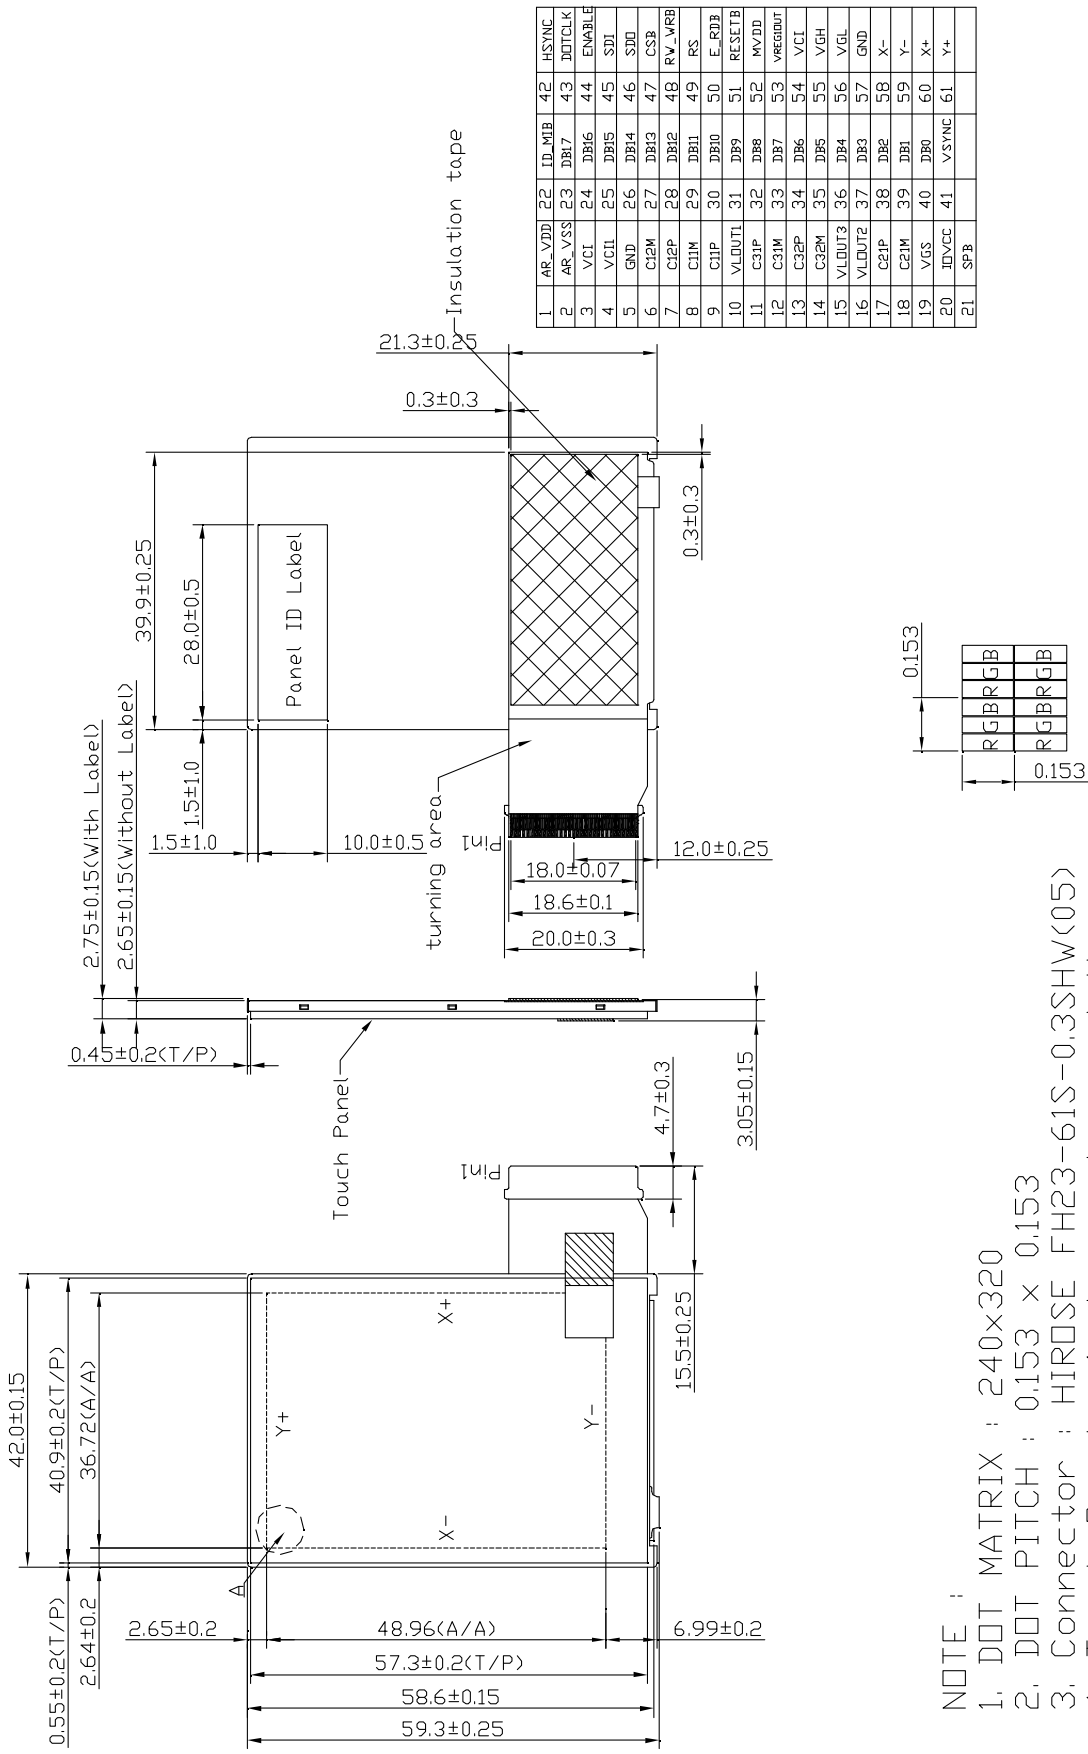 1 AR_VDD 22 ID_MIB 42 HSYNC
2 AR_VSS 23 DB17 43 DOTCLK
3 VCI 24 DB16 44 ENABLE
4 VCI1 25 DB15 45 SDI
5 GND 26 DB14 46 SDO
6 C12M 27 DB13 47 CSB
7 C12P 28 DB12 48 RW_WRB
8 C11M 29 DB11 49 RS
9 C11P 30 DB10 50 E_RDB
10 VLOUT1 31 DB9 51 RESETB
11 C31P 32 DB8 52 MVDD
12 C31M 33 DB7 53 VREG1OUT
13 C32P 34 DB6 54 VCI
14 C32M 35 DB5 55 VGH
15 VLOUT3 36 DB4 56 VGL
16 VLOUT2 37 DB3 57 GND
17 C21P 38 DB2 58 X-
18 C21M 39 DB1 59 Y-
19 VGS 40 DB0 60 X+
20 IOVCC 41 VSYNC 61 Y+
21 SPB
Insulation tape
21.3±0.25
0.3±0.3
39.9±0.25
28.0±0.5
Panel ID Label
1.5±1.0
1.5±1.0
10.0±0.5
0.3±0.3
turning area
Pin1
18.0±0.07
18.6±0.1
20.0±0.3
12.0±0.25
2.75±0.15(With Label)
2.65±0.15(Without Label)
0.45±0.2(T/P)
Touch Panel
3.05±0.15
4.7±0.3
Pin1
15.5±0.25
42.0±0.15
40.9±0.2(T/P)
36.72(A/A)
0.55±0.2(T/P)
2.64±0.2
X+
Y+
Y-
X-
A
2.65±0.2
48.96(A/A)
6.99±0.2
57.3±0.2(T/P)
58.6±0.15
59.3±0.25
0.153
R G B R G B
R G B R G B
0.153
NOTE :
1. DOT MATRIX : 240x320
2. DOT PITCH : 0.153 x 0.153
3. Connector : HIROSE FH23-61S-0.3SHW(05)